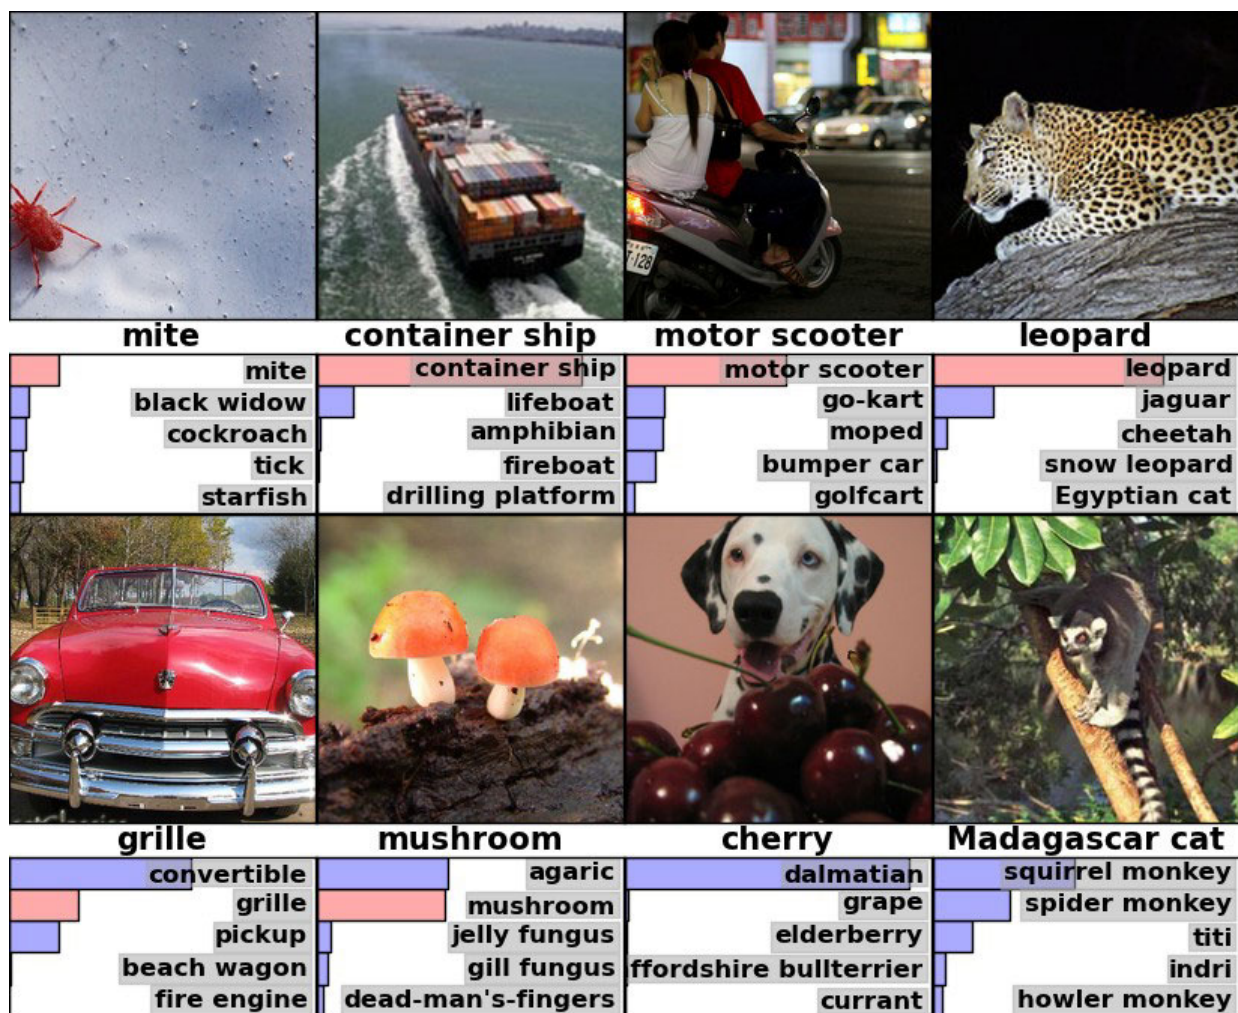 T-128
mite
container ship
motor scooter
leopard
mite
black widow
cockroach
tick
starfish
container ship
lifeboat
amphibian
fireboat
drilling platform
motor scooter
go-kart
moped
bumper car
golfcart
leopard
jaguar
cheetah
snow leopard
Egyptian cat
grille
mushroom
cherry
Madagascar cat
convertible
grille
pickup
beach wagon
fire engine
agaric
mushroom
jelly fungus
gill fungus
dead-man's-fingers
dalmatian
grape
elderberry
ffordshire bullterrier
currant
squirrel monkey
spider monkey
titi
indri
howler monkey